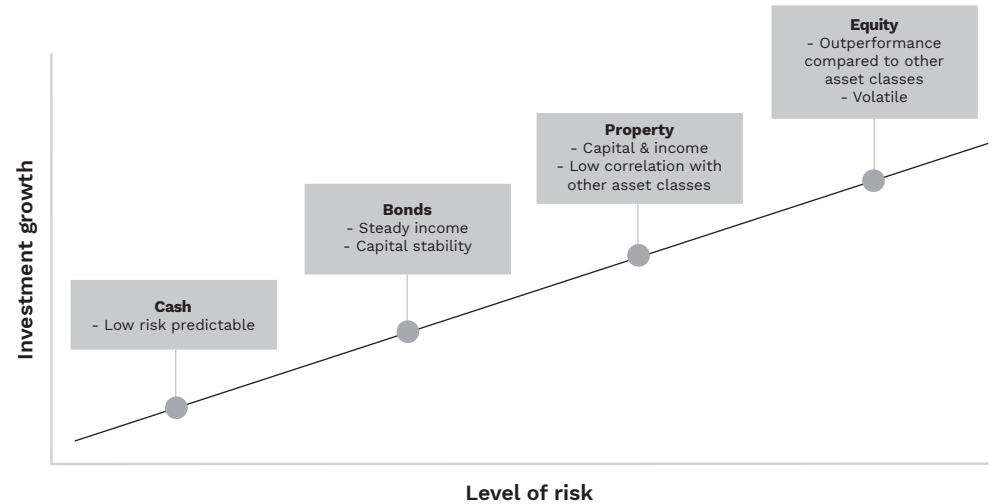 Equity
- Outperformance
compared to other
asset classes
- Volatile
Property
- Capital & income
- Low correlation with
other asset classes
Bonds
- Steady income
- Capital stability
Cash
- Low risk predictable
Investment growth
Level of risk